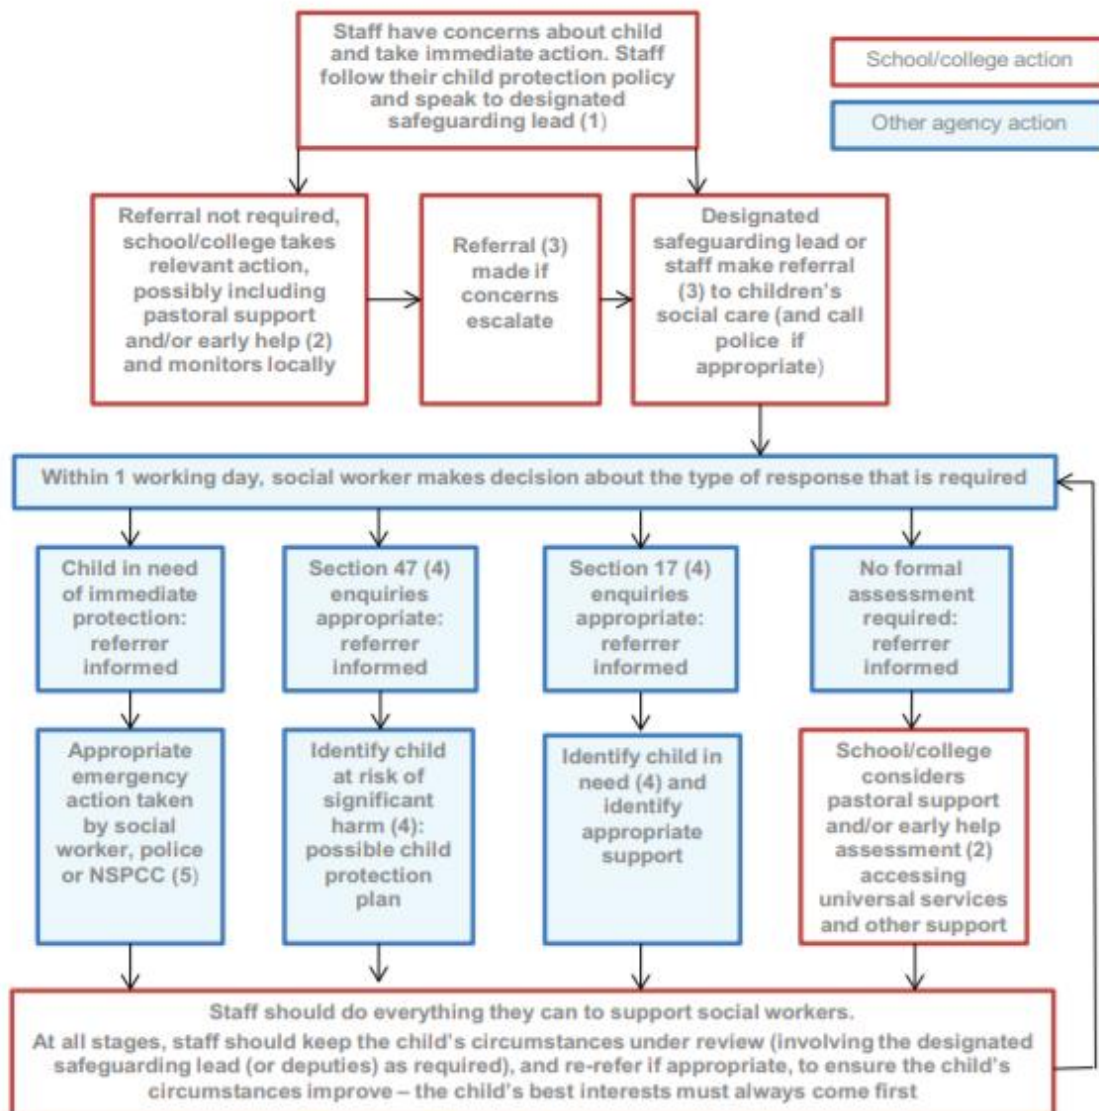 Staff have concerns about child
and take immediate action. Staff
follow their child protection policy
and speak to designated
safeguarding lead (1)
School/college action
Other agency action
Referral not required,
school/college takes
relevant action,
possibly including
pastoral support
and/or early help (2)
and monitors locally
Referral (3)
made if
concerns
escalate
Designated
safeguarding lead or
staff make referral
(3) to children's
social care (and call
police if
appropriate)
Within 1 working day, social worker makes decision about the type of response that is required
Child in need
of immediate
protection:
referrer
informed
Section 47 (4)
enquiries
appropriate:
referrer
informed
Section 17 (4)
enquiries
appropriate:
referrer
informed
No formal
assessment
required:
referrer
informed
Appropriate
emergency
action taken
by social
worker, police
or NSPCC (5)
Identify child
at risk of
significant
harm (4):
possible child
protection
plan
Identify child in
need (4) and
identify
appropriate
support
School/college
considers
pastoral support
and/or early help
assessment (2)
accessing
universal services
and other support
Staff should do everything they can to support social workers.
At all stages, staff should keep the child's circumstances under review (involving the designated
safeguarding lead (or deputies) as required), and re-refer if appropriate, to ensure the child's
circumstances improve – the child's best interests must always come first